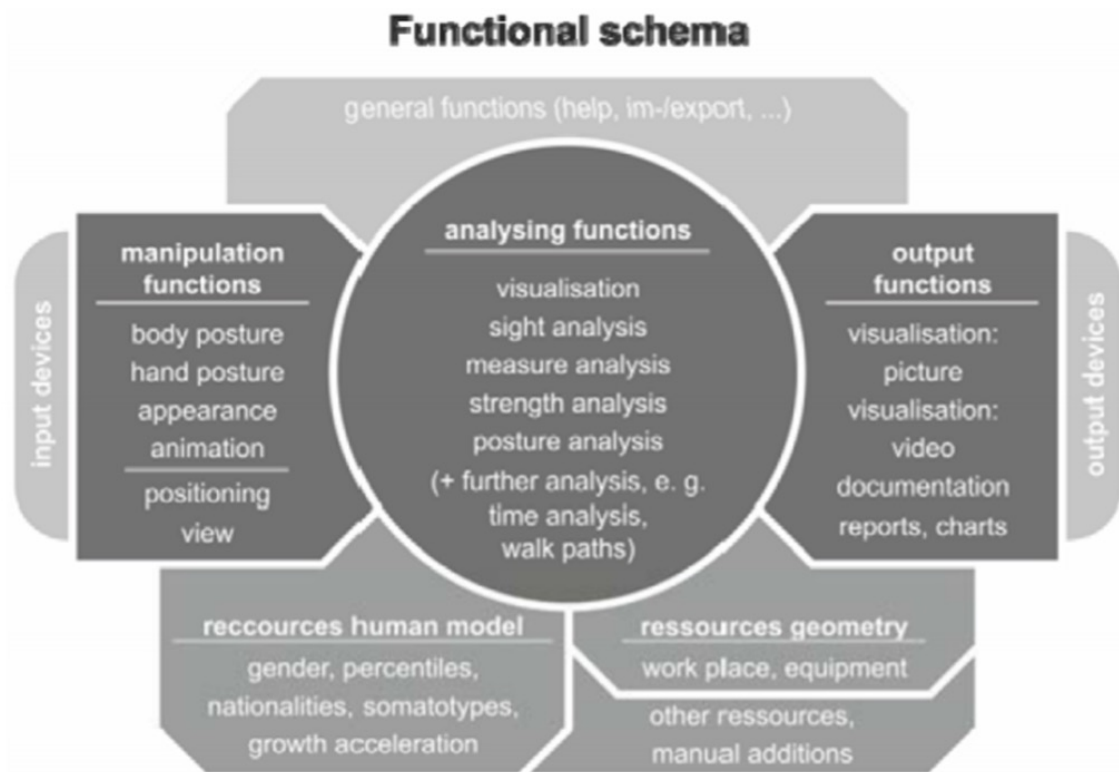 Functional schema
general functions (help, im-/export, ...)
input devices
manipulation
functions
body posture
hand posture
appearance
animation
positioning
view
analysing functions
visualisation
sight analysis
measure analysis
strength analysis
posture analysis
(+ further analysis, e. g.
time analysis,
walk paths)
output
functions
visualisation:
picture
visualisation:
video
documentation
reports, charts
output devices
reccources human model
gender, percentiles,
nationalities, somatotypes,
growth acceleration
ressources geometry
work place, equipment
other ressources,
manual additions